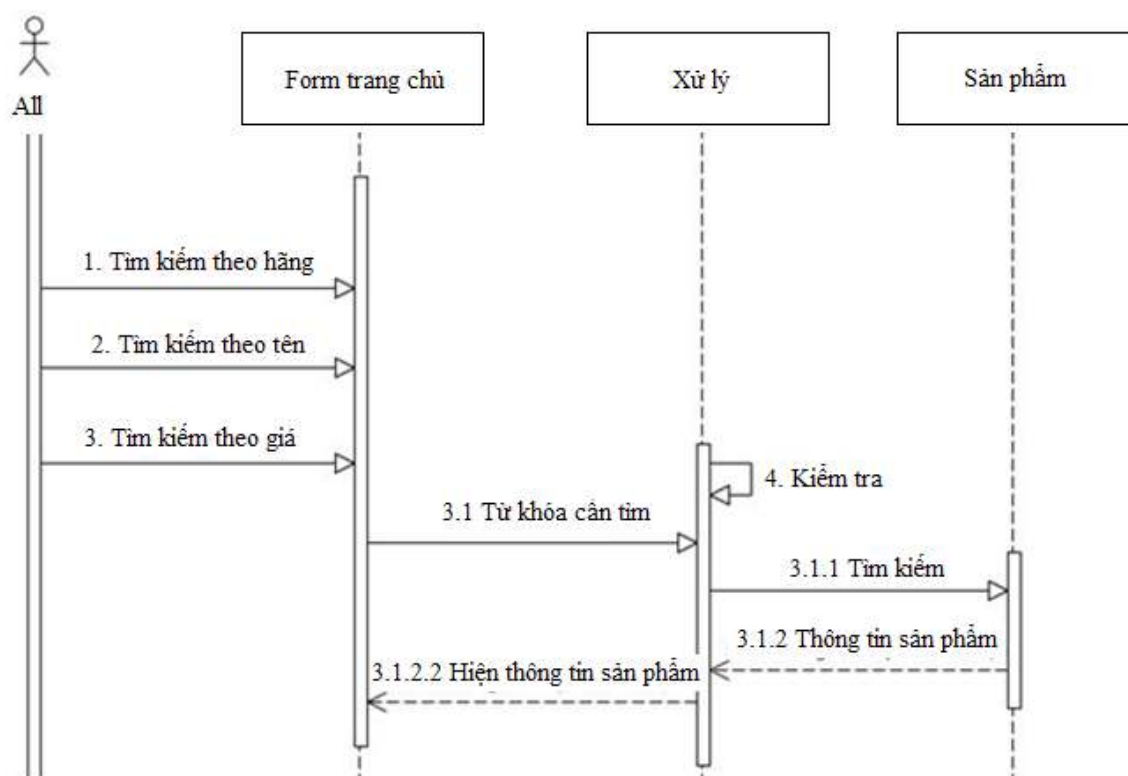 All
Form trang chủ
Xử lý
Sản phẩm
1. Tìm kiếm theo hãng
2. Tìm kiếm theo tên
3. Tìm kiếm theo giá
4. Kiểm tra
3.1 Từ khóa cần tìm
3.1.1 Tìm kiếm
3.1.2 Thông tin sản phẩm
3.1.2.2 Hiện thông tin sản phẩm